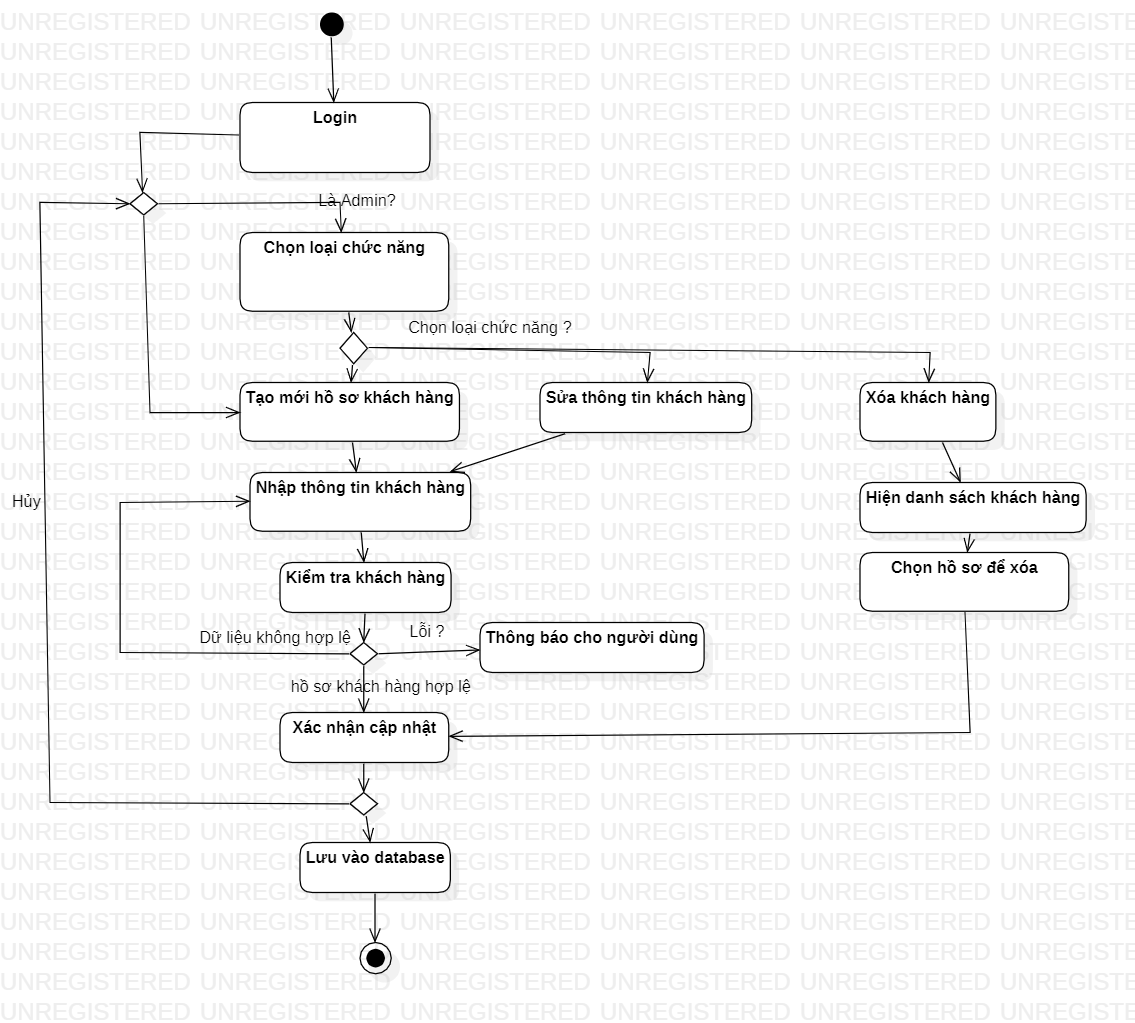 Login
Là Admin?
Chọn loại chức năng
Chọn loại chức năng ?
Tạo mới hồ sơ khách hàng
Sửa thông tin khách hàng
Xóa khách hàng
Nhập thông tin khách hàng
Hiện danh sách khách hàng
Hủy
Kiểm tra khách hàng
Chọn hồ sơ để xóa
Dữ liệu không hợp lệ
Lỗi ?
Thông báo cho người dùng
hồ sơ khách hàng hợp lệ
Xác nhận cập nhật
Lưu vào database
UNREGISTERED